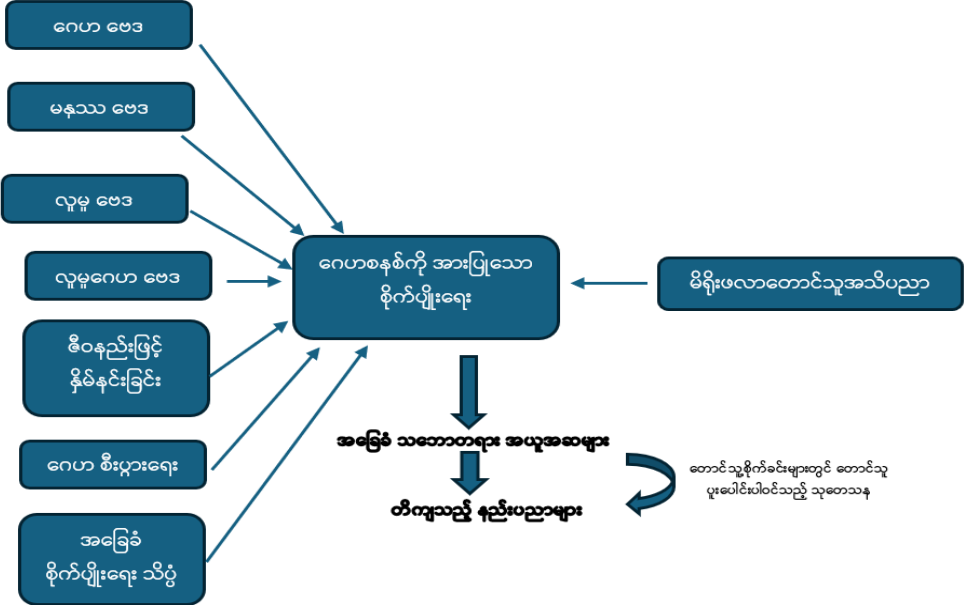 ဂေဟ ဗေဒ
မနုဿ ဗေဒ
လူမှု ဗေဒ
လူမှုဂေဟ ဗေဒ
ဇီဝနည်းဖြင့်
နှိမ်နင်းခြင်း
ဂေဟ စီးပွားရေး
အခြေခံ
စိုက်ပျိုးရေး သိပ္ပံ
ဂေဟစနစ်ကို အားပြုသော
စိုက်ပျိုးရေး
မိရိုးဖလာတောင်သူအသိပညာ
အခြေခံ သဘောတရား အယူအဆများ
တိကျသည့် နည်းပညာများ
တောင်သူ့စိုက်ခင်းများတွင် တောင်သူ
ပူးပေါင်းပါဝင်သည့် သုတေသန